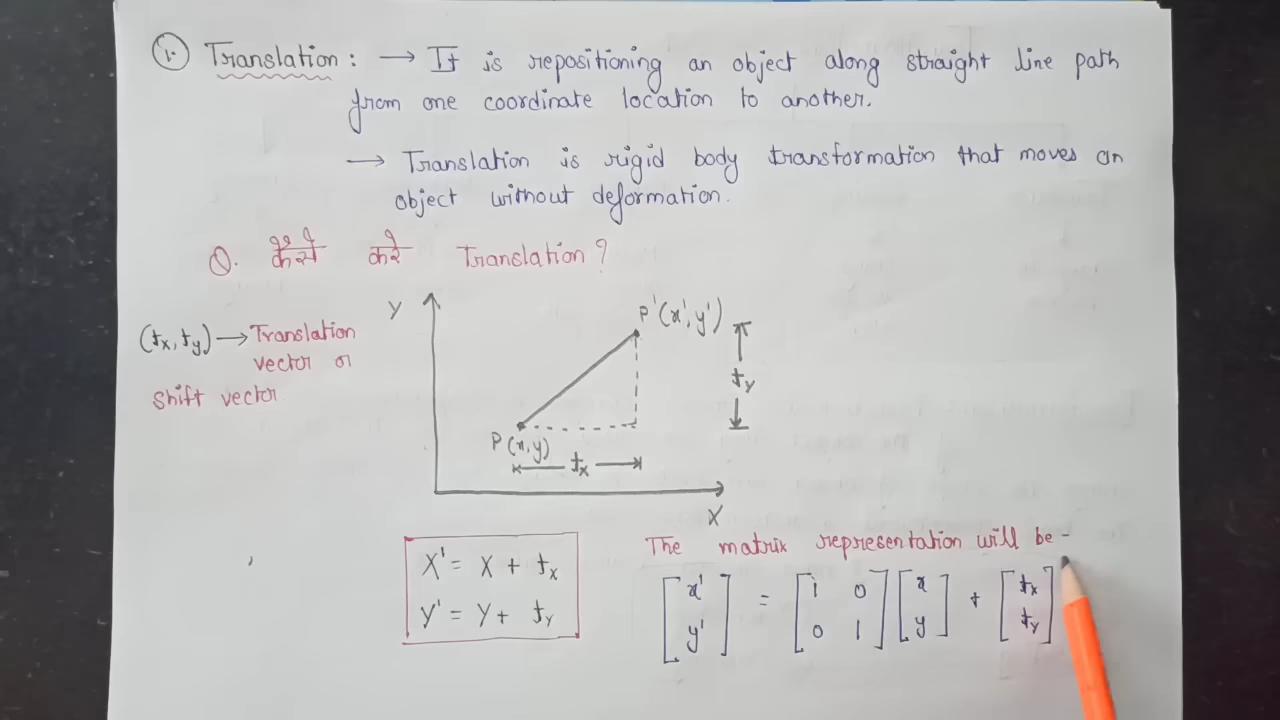 1. Translation: → It is repositioning an object along straight line path
from one coordinate location to another.
→ Translation is rigid body transformation that moves an
object without deformation.
Q. कैसे करे Translation ?
Y
P'(x', y')
(tx, ty) → Translation
vector or
shift vector
ty
P(x, y)
tx
X
X' = X + tx
Y' = Y + ty
The matrix representation will be -
[x' y'] = [1 0 0 1] [x y] + [tx ty]